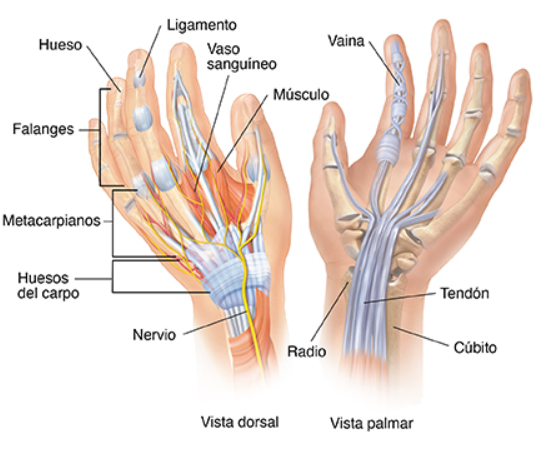 Ligamento
Hueso
Vaso
sanguíneo
Músculo
Falanges
Metacarpianos
Huesos
del carpo
Nervio
Vista dorsal
Vaina
Tendón
Radio
Cúbito
Vista palmar